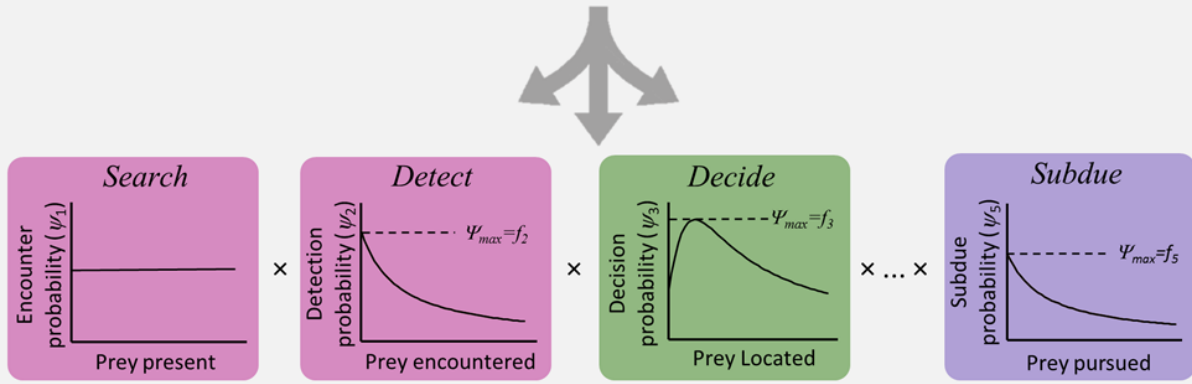 Search
Encounter
probability (ψ₁)
Prey present
×
Detect
Detection
probability (ψ₂)
Ψmax=f₂
Prey encountered
×
Decide
Decision
probability (ψ₃)
Ψmax=f₃
Prey Located
× ... ×
Subdue
Subdue
probability (ψ₅)
Ψmax=f₅
Prey pursued